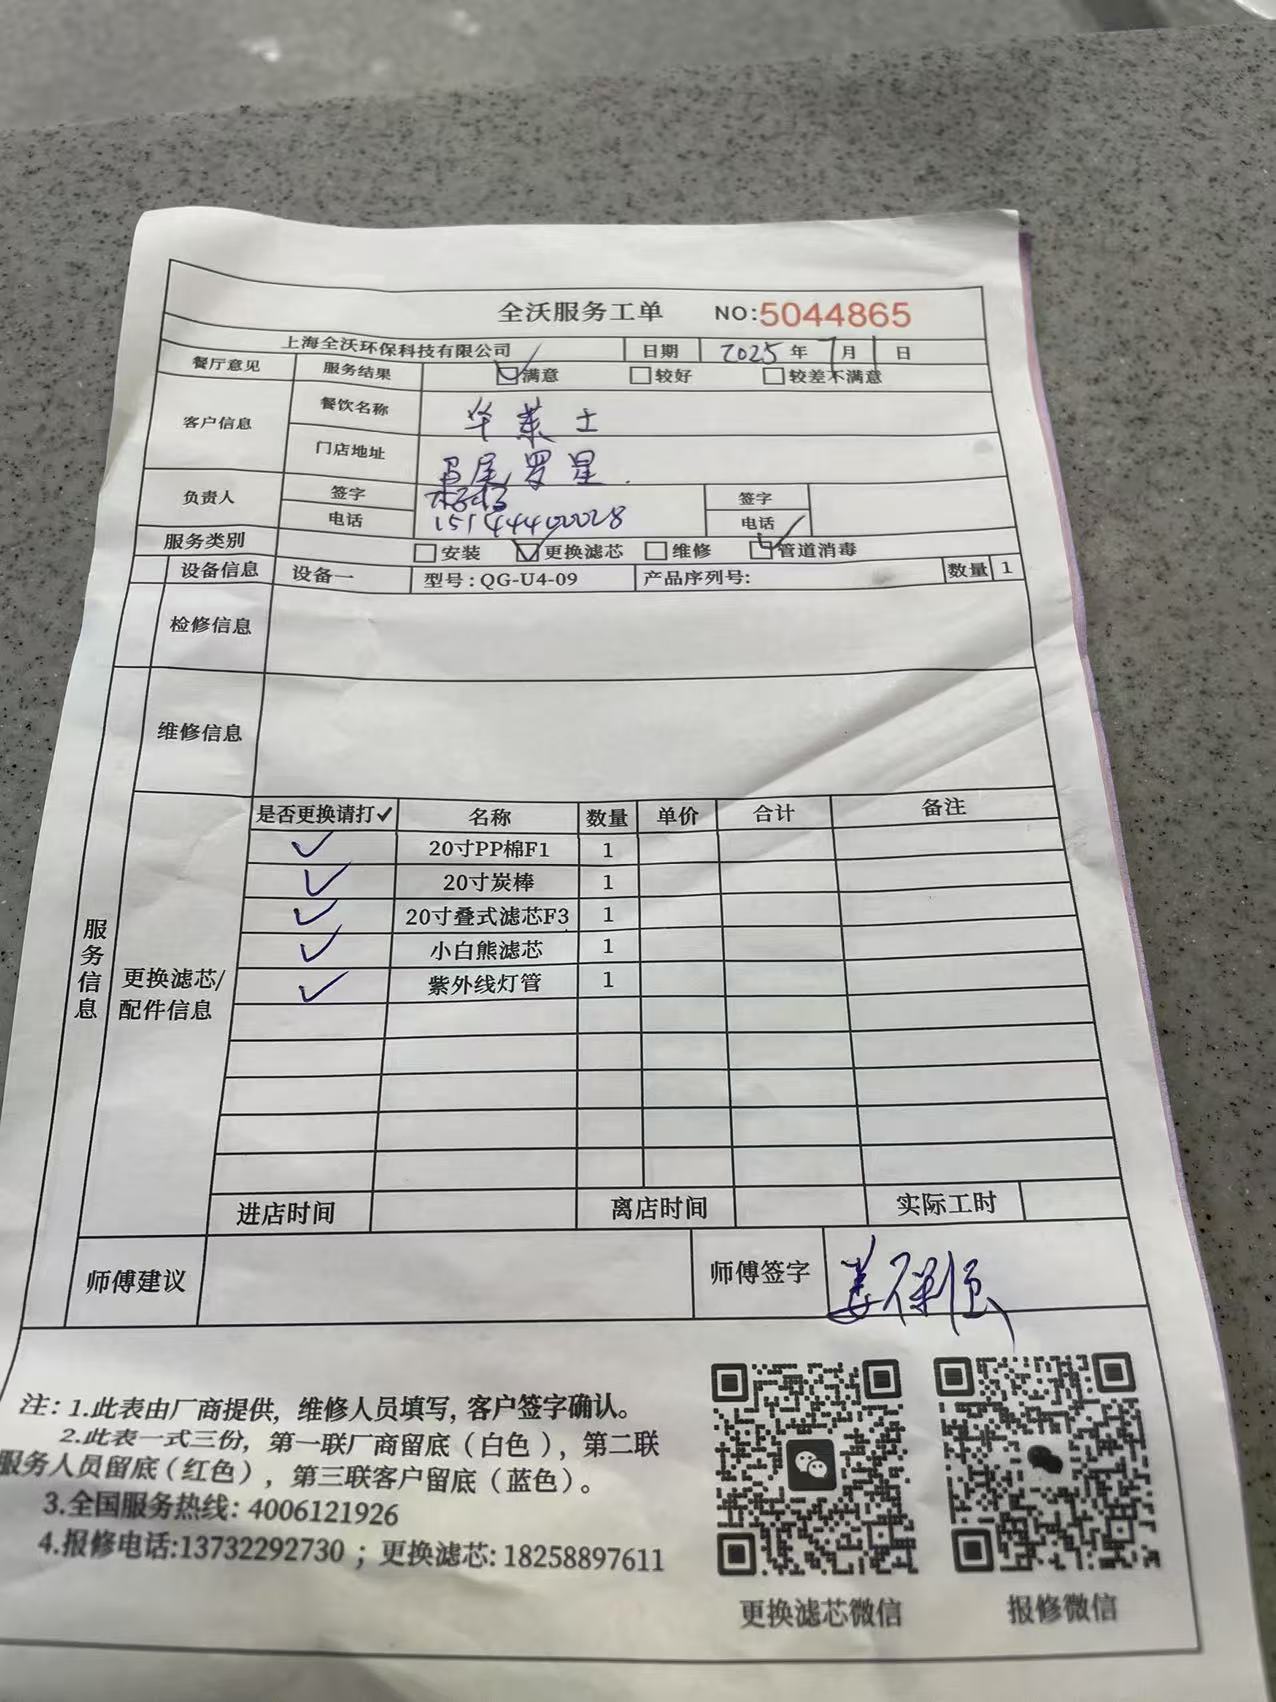 全沃服务工单 NO:5044865
上海全沃环保科技有限公司 日期 2025年7月1日
餐厅意见 服务结果 满意 较好 较差不满意
客户信息 餐饮名称 华莱士
门店地址 马尾罗星
负责人 签字 签字
电话 15144400028 电话
服务类别 安装 更换滤芯 维修 管道消毒
设备信息 设备一 型号:QG-U4-09 产品序列号: 数量 1
检修信息
维修信息
服务信息
更换滤芯/配件信息
是否更换请打✓ 名称 数量 单价 合计 备注
✓ 20寸PP棉F1 1
✓ 20寸炭棒 1
✓ 20寸叠式滤芯F3 1
✓ 小白熊滤芯 1
✓ 紫外线灯管 1
进店时间 离店时间 实际工时
师傅建议 师傅签字 姜保恒
注:1.此表由厂商提供,维修人员填写,客户签字确认。
2.此表一式三份,第一联厂商留底(白色),第二联
服务人员留底(红色),第三联客户留底(蓝色)。
3.全国服务热线:4006121926
4.报修电话:13732292730;更换滤芯:18258897611
更换滤芯微信 报修微信